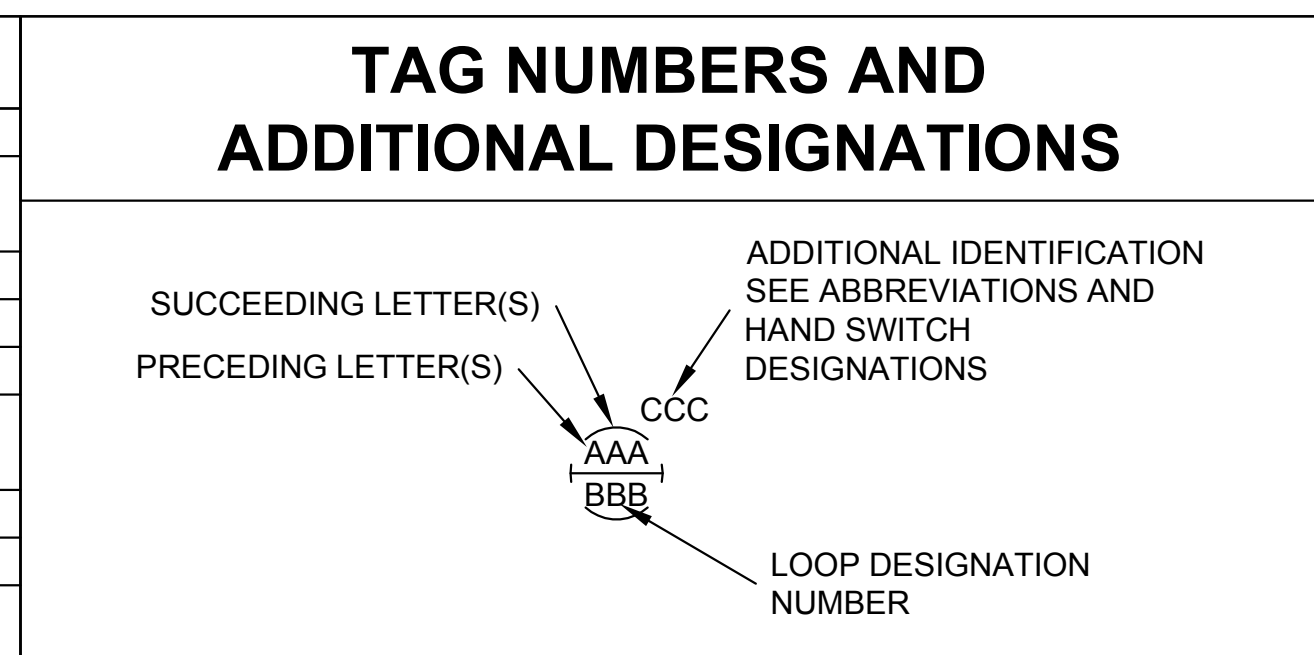 TAG NUMBERS AND
ADDITIONAL DESIGNATIONS
ADDITIONAL IDENTIFICATION
SEE ABBREVIATIONS AND
HAND SWITCH
DESIGNATIONS
SUCCEEDING LETTER(S)
PRECEDING LETTER(S)
CCC
AAA
BBB
LOOP DESIGNATION
NUMBER